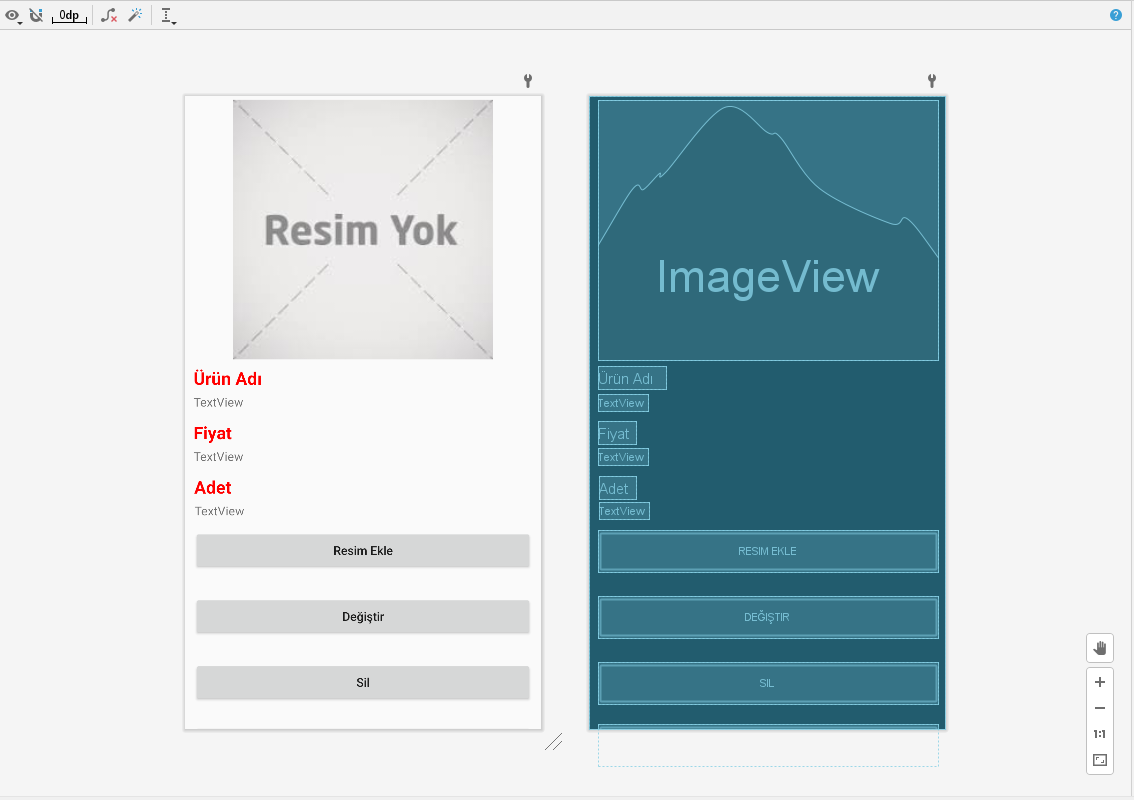 0dp
?
Resim Yok
Ürün Adı
TextView
Fiyat
TextView
Adet
TextView
Resim Ekle
Değiştir
Sil
ImageView
Ürün Adı
TextView
Fiyat
TextView
Adet
TextView
RESIM EKLE
DEĞIŞTIR
SIL
1:1